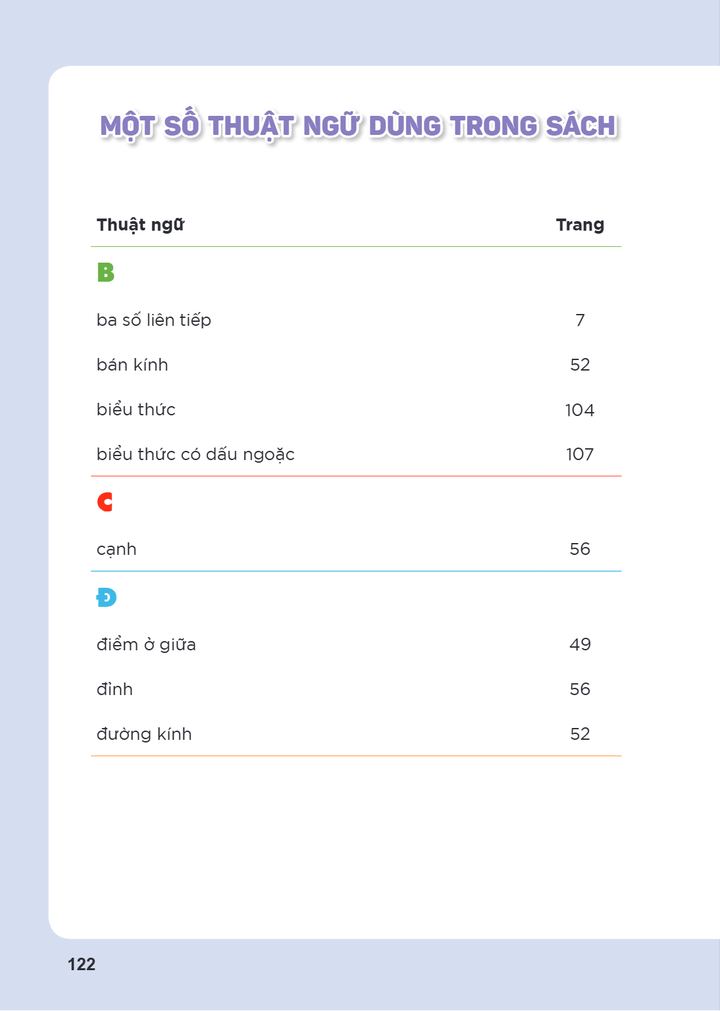 MỘT SỐ THUẬT NGỮ DÙNG TRONG SÁCH
Thuật ngữ Trang
B
ba số liên tiếp 7
bán kính 52
biểu thức 104
biểu thức có dấu ngoặc 107
C
cạnh 56
Đ
điểm ở giữa 49
đỉnh 56
đường kính 52
122